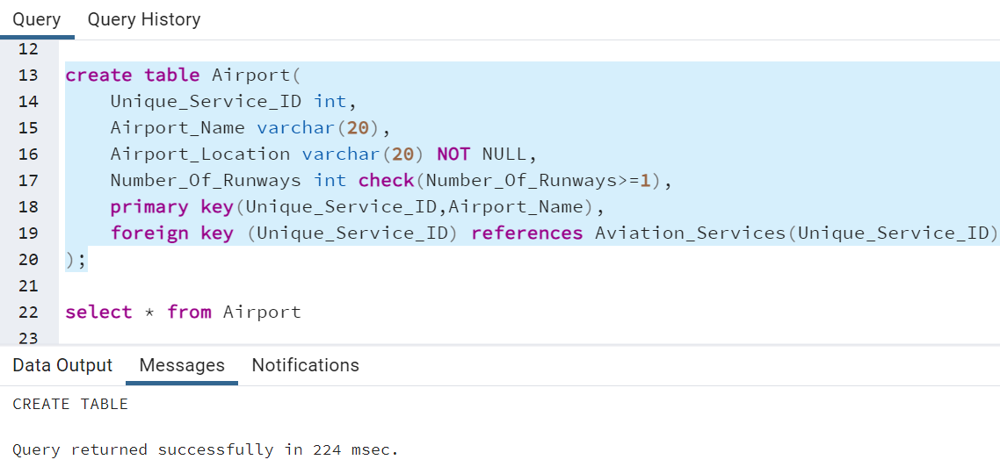 Query Query History
12
13 create table Airport(
14 Unique_Service_ID int,
15 Airport_Name varchar(20),
16 Airport_Location varchar(20) NOT NULL,
17 Number_Of_Runways int check(Number_Of_Runways>=1),
18 primary key(Unique_Service_ID,Airport_Name),
19 foreign key (Unique_Service_ID) references Aviation_Services(Unique_Service_ID)
20 );
21
22 select * from Airport
23
Data Output Messages Notifications
CREATE TABLE
Query returned successfully in 224 msec.